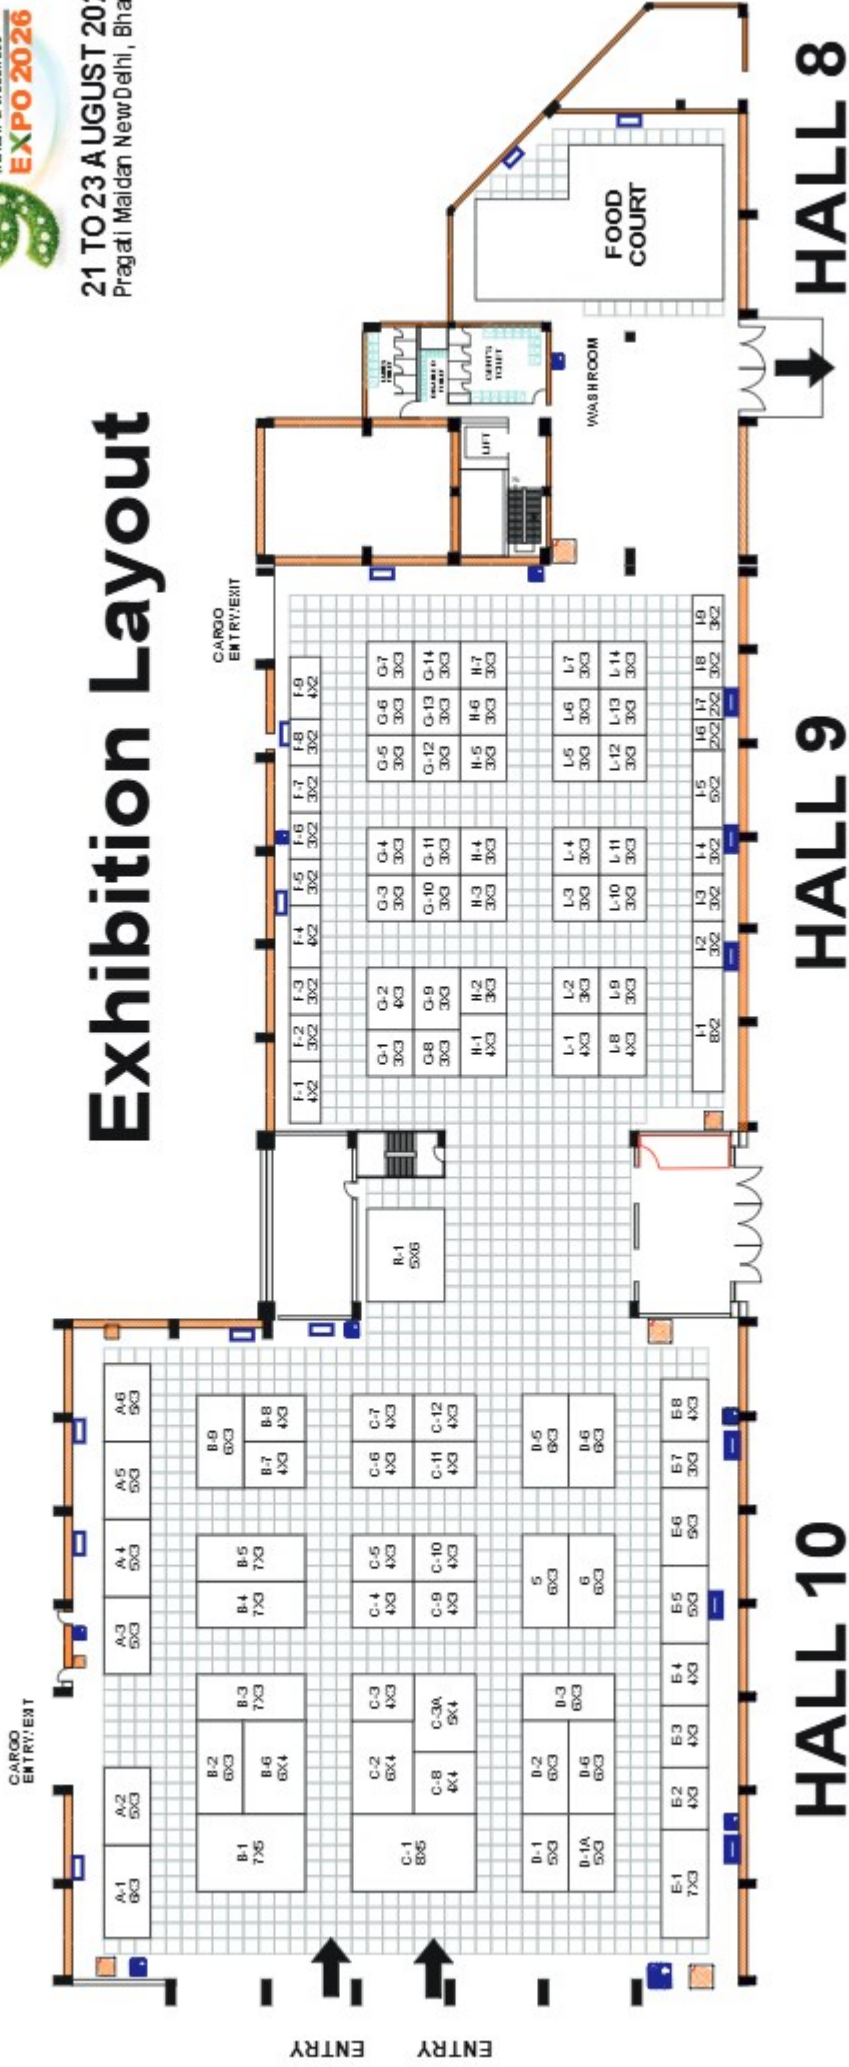 EXPO 2026
21 TO 23 AUGUST 202
Pragati Maidan New Delhi, Bha
Exhibition Layout
CARGO
ENTRY/EXIT
A-1
6X3
A-2
5X3
A-3
5X3
A-4
5X3
A-5
5X3
A-6
5X3
B-1
7X5
B-2
6X3
B-6
6X4
B-3
7X3
B-4
7X3
B-5
7X3
B-9
6X3
B-7
4X3
B-8
4X3
C-1
8X5
C-2
6X4
C-3
4X3
C-8
4X4
C-3A
5X4
C-4
4X3
C-5
4X3
C-9
4X3
C-10
4X3
C-6
4X3
C-7
4X3
C-11
4X3
C-12
4X3
D-1
5X3
D-1A
5X3
D-2
6X3
D-6
6X3
D-3
6X3
5
6X3
6
6X3
D-5
6X3
D-6
6X3
E-1
7X3
E-2
4X3
E-3
4X3
E-4
4X3
E-5
5X3
E-6
5X3
E-7
3X3
E-8
4X3
ENTRY
ENTRY
HALL 10
R-1
5X6
CARGO
ENTRY/EXIT
F-1
4X2
F-2
3X2
F-3
3X2
F-4
4X2
F-5
3X2
F-6
3X2
F-7
3X2
F-8
3X2
F-9
4X2
G-1
3X3
G-2
4X3
G-3
3X3
G-4
3X3
G-5
3X3
G-6
3X3
G-7
3X3
G-8
3X3
G-9
3X3
G-10
3X3
G-11
3X3
G-12
3X3
G-13
3X3
G-14
3X3
H-1
4X3
H-2
3X3
H-3
3X3
H-4
3X3
H-5
3X3
H-6
3X3
H-7
3X3
L-1
4X3
L-2
3X3
L-3
3X3
L-4
3X3
L-5
3X3
L-6
3X3
L-7
3X3
L-8
4X3
L-9
3X3
L-10
3X3
L-11
3X3
L-12
3X3
L-13
3X3
L-14
3X3
I-1
8X2
I-2
3X2
I-3
3X2
I-4
3X2
I-5
5X2
I-6
2X2
I-7
2X2
I-8
3X2
I-9
3X2
HALL 9
LIFT
TOILET
GENT'S
TOILET
WASHROOM
FOOD
COURT
HALL 8